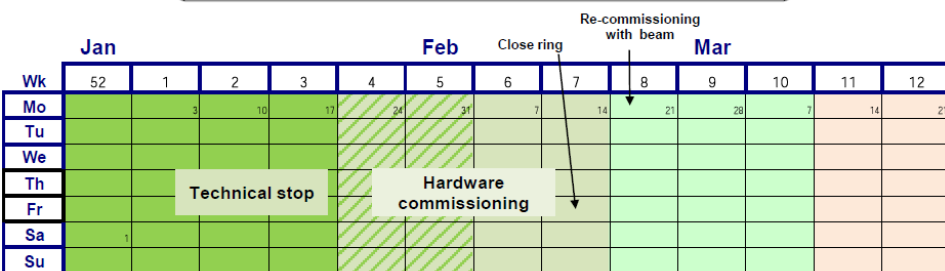 Re-commissioning
with beam
Jan Feb Close ring Mar
Wk 52 1 2 3 4 5 6 7 8 9 10 11 12
Mo 3 10 17 24 31 7 14 21 28 7 14 21
Tu
We
Th
Fr
Technical stop
Hardware
commissioning
Sa 1
Su